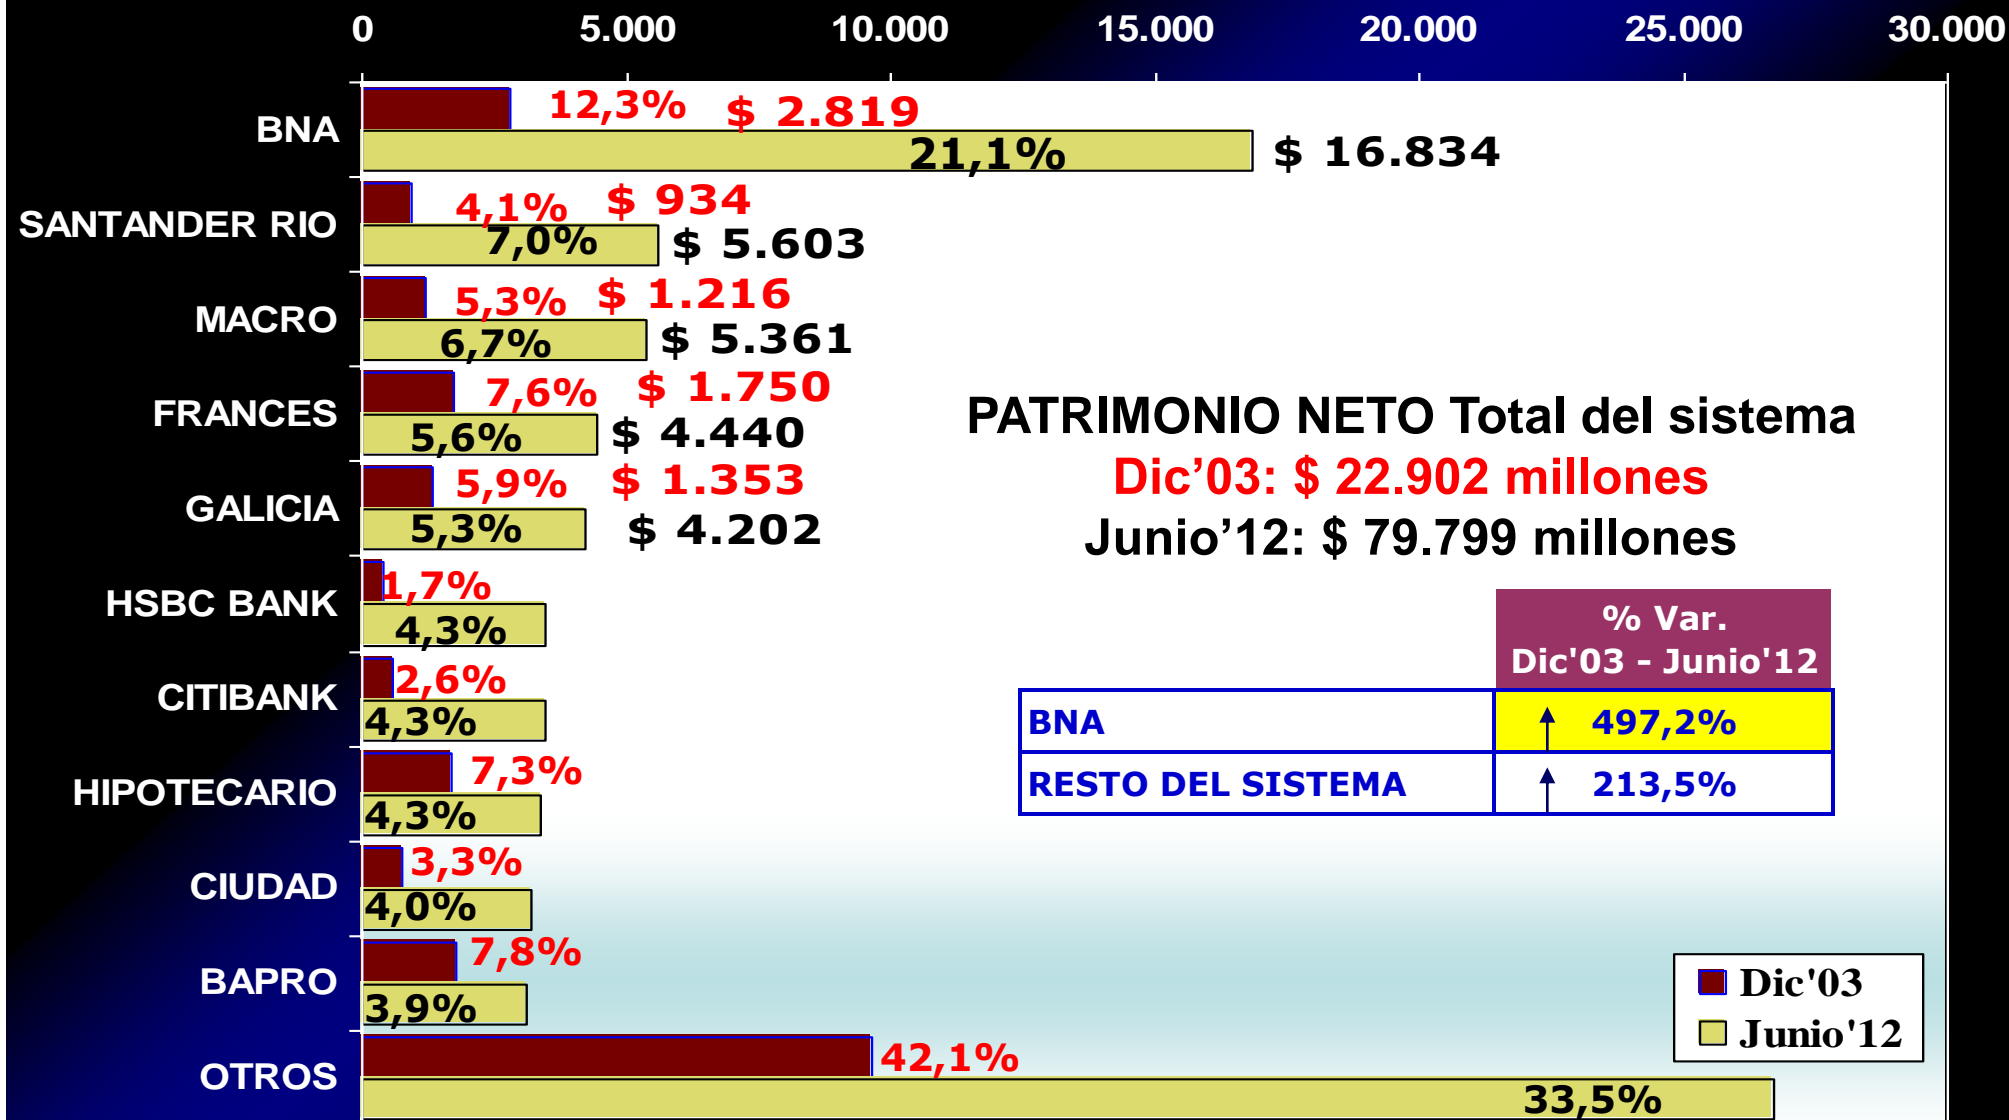 0 5.000 10.000 15.000 20.000 25.000 30.000
BNA 12,3% $ 2.819
21,1% $ 16.834
SANTANDER RIO 4,1% $ 934
7,0% $ 5.603
MACRO 5,3% $ 1.216
6,7% $ 5.361
FRANCES 7,6% $ 1.750
5,6% $ 4.440
GALICIA 5,9% $ 1.353
5,3% $ 4.202
HSBC BANK 1,7%
4,3%
CITIBANK 2,6%
4,3%
HIPOTECARIO 7,3%
4,3%
CIUDAD 3,3%
4,0%
BAPRO 7,8%
3,9%
OTROS 42,1%
33,5%
PATRIMONIO NETO Total del sistema
Dic’03: $ 22.902 millones
Junio’12: $ 79.799 millones
% Var.
Dic'03 - Junio'12
BNA 497,2%
RESTO DEL SISTEMA 213,5%
Dic'03
Junio'12